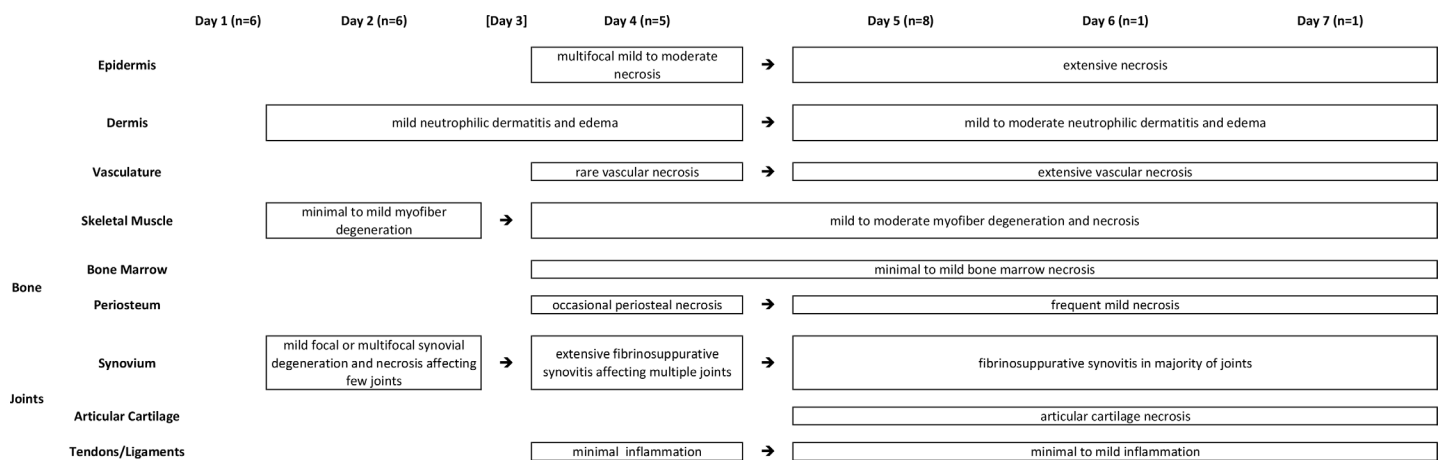 Day 1 (n=6) Day 2 (n=6) [Day 3] Day 4 (n=5) Day 5 (n=8) Day 6 (n=1) Day 7 (n=1)
Epidermis
multifocal mild to moderate
necrosis
➔
extensive necrosis
Dermis
mild neutrophilic dermatitis and edema
➔
mild to moderate neutrophilic dermatitis and edema
Vasculature
rare vascular necrosis
➔
extensive vascular necrosis
Skeletal Muscle
minimal to mild myofiber
degeneration
➔
mild to moderate myofiber degeneration and necrosis
Bone
Bone Marrow
minimal to mild bone marrow necrosis
Periosteum
occasional periosteal necrosis
➔
frequent mild necrosis
Joints
Synovium
mild focal or multifocal synovial
degeneration and necrosis affecting
few joints
➔
extensive fibrinosuppurative
synovitis affecting multiple joints
➔
fibrinosuppurative synovitis in majority of joints
Articular Cartilage
articular cartilage necrosis
Tendons/Ligaments
minimal inflammation
➔
minimal to mild inflammation